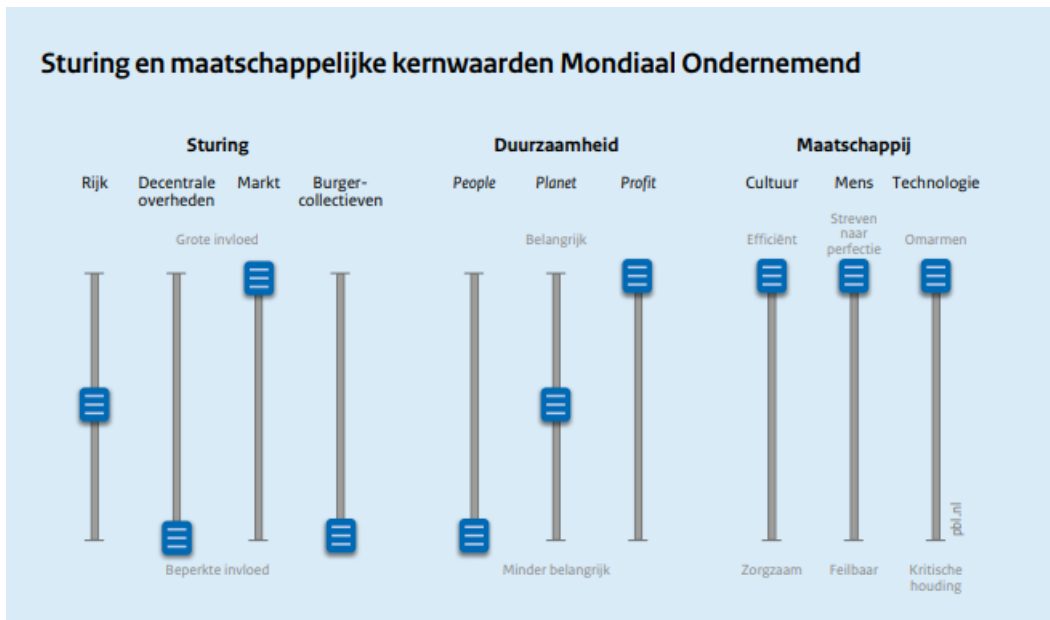 Sturing en maatschappelijke kernwaarden Mondiaal Ondernemend
Sturing
Rijk
Decentrale
overheden
Markt
Burger-
collectieven
Grote invloed
Beperkte invloed
Duurzaamheid
People
Planet
Profit
Belangrijk
Minder belangrijk
Maatschappij
Cultuur
Mens
Technologie
Efficiënt
Streven
naar
perfectie
Omarmen
Zorgzaam
Feilbaar
Kritische
houding
pbl.nl